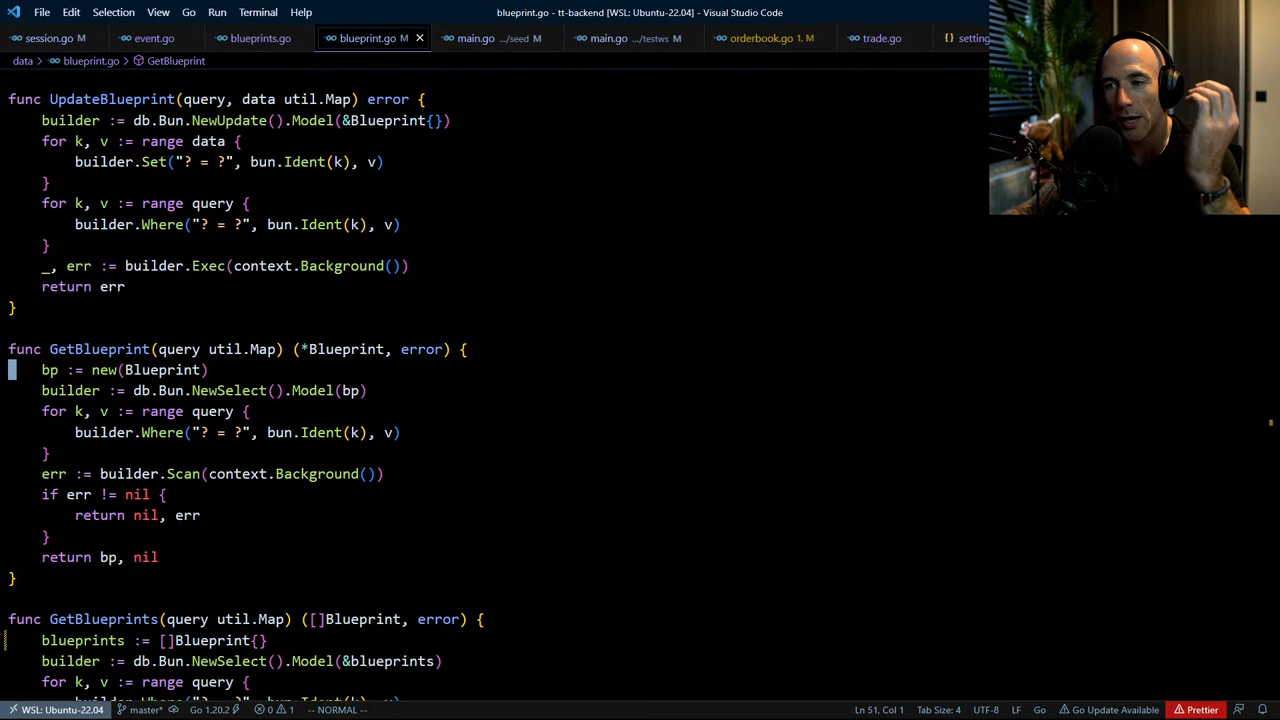 File Edit Selection View Go Run Terminal Help blueprint.go - tt-backend [WSL: Ubuntu-22.04] - Visual Studio Code
session.go M event.go blueprints.go blueprint.go M main.go .../seed M main.go .../testws M orderbook.go 1, M trade.go {} setting
data > blueprint.go > GetBlueprint
func UpdateBlueprint(query, data util.Map) error {
builder := db.Bun.NewUpdate().Model(&Blueprint{})
for k, v := range data {
builder.Set("? = ?", bun.Ident(k), v)
}
for k, v := range query {
builder.Where("? = ?", bun.Ident(k), v)
}
_, err := builder.Exec(context.Background())
return err
}
func GetBlueprint(query util.Map) (*Blueprint, error) {
bp := new(Blueprint)
builder := db.Bun.NewSelect().Model(bp)
for k, v := range query {
builder.Where("? = ?", bun.Ident(k), v)
}
err := builder.Scan(context.Background())
if err != nil {
return nil, err
}
return bp, nil
}
func GetBlueprints(query util.Map) ([]Blueprint, error) {
blueprints := []Blueprint{}
builder := db.Bun.NewSelect().Model(&blueprints)
for k, v := range query {
builder.Where("? = ?", bun.Ident(k), v)
WSL: Ubuntu-22.04 master* Go 1.20.2 0 1 -- NORMAL -- Ln 51, Col 1 Tab Size: 4 UTF-8 LF Go Go Update Available Prettier